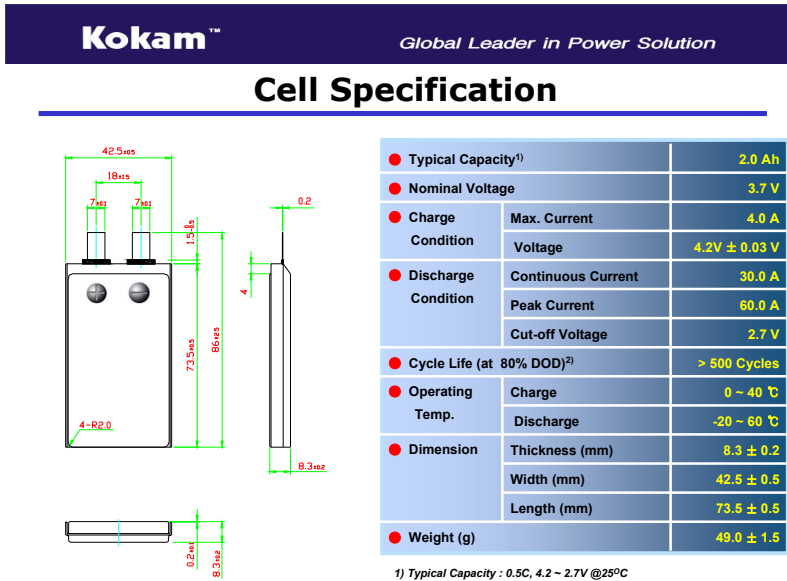 Kokam™
Global Leader in Power Solution
Cell Specification
42.5±0.5
18±1.5
7±0.1
7±0.1
0.2
4
73.5±0.5
86±2.5
4-R2.0
8.3±0.2
0.2±0.1
8.3±0.2
Typical Capacity1) 2.0 Ah
Nominal Voltage 3.7 V
Charge Condition Max. Current 4.0 A
Voltage 4.2V ± 0.03 V
Discharge Condition Continuous Current 30.0 A
Peak Current 60.0 A
Cut-off Voltage 2.7 V
Cycle Life (at 80% DOD)2) > 500 Cycles
Operating Temp. Charge 0 ~ 40 ℃
Discharge -20 ~ 60 ℃
Dimension Thickness (mm) 8.3 ± 0.2
Width (mm) 42.5 ± 0.5
Length (mm) 73.5 ± 0.5
Weight (g) 49.0 ± 1.5
1) Typical Capacity : 0.5C, 4.2 ~ 2.7V @25OC